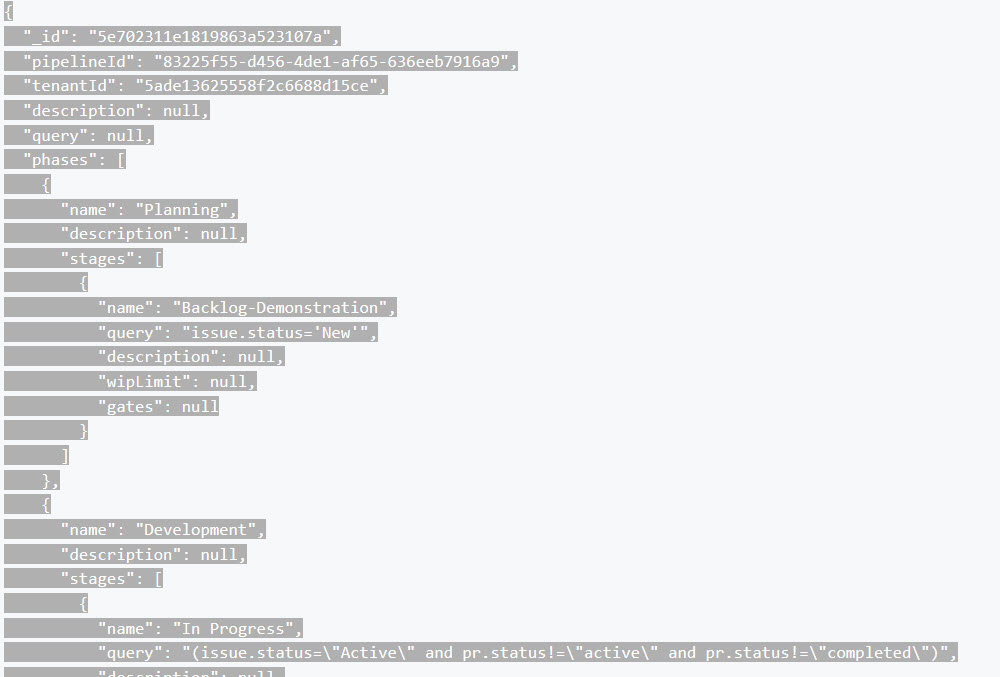 {
  "_id": "5e702311e1819863a523107a",
  "pipelineId": "83225f55-d456-4de1-af65-636eeb7916a9",
  "tenantId": "5ade13625558f2c6688d15ce",
  "description": null,
  "query": null,
  "phases": [
    {
      "name": "Planning",
      "description": null,
      "stages": [
        {
          "name": "Backlog-Demonstration",
          "query": "issue.status='New'",
          "description": null,
          "wipLimit": null,
          "gates": null
        }
      ]
    },
    {
      "name": "Development",
      "description": null,
      "stages": [
        {
          "name": "In Progress",
          "query": "(issue.status=\"Active\" and pr.status!=\"active\" and pr.status!=\"completed\")",
          "description": null,